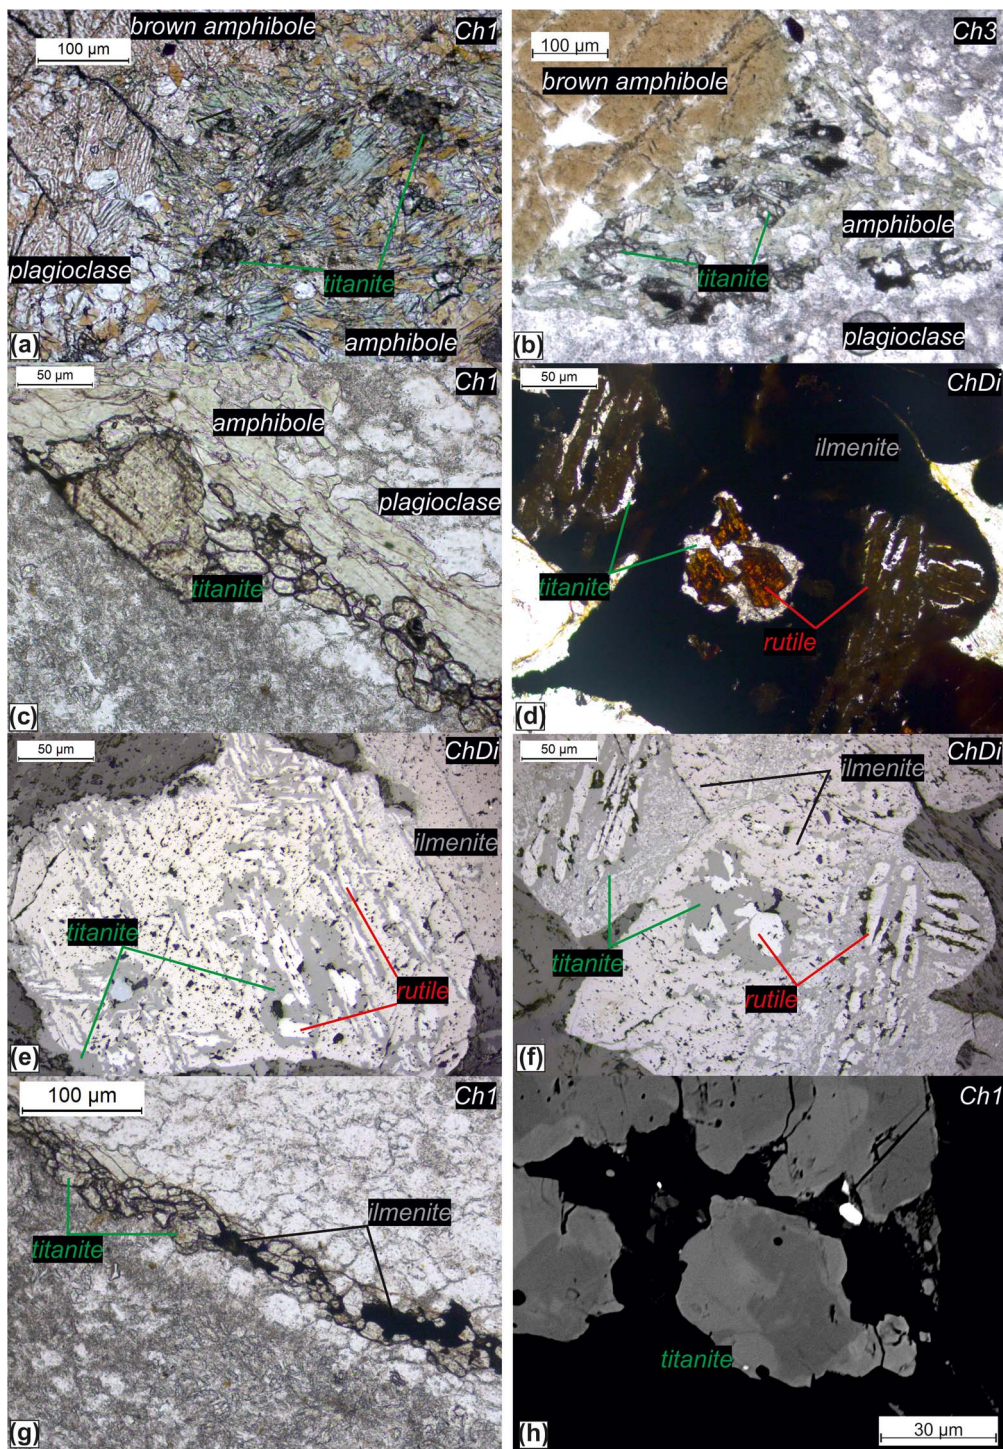 brown amphibole
Ch1
100 µm
plagioclase
titanite
amphibole
(a)
Ch3
100 µm
brown amphibole
amphibole
titanite
plagioclase
(b)
50 µm
Ch1
amphibole
plagioclase
titanite
(c)
50 µm
ChDi
ilmenite
titanite
rutile
(d)
50 µm
ChDi
ilmenite
titanite
rutile
(e)
50 µm
ChDi
ilmenite
titanite
rutile
(f)
Ch1
100 µm
ilmenite
titanite
(g)
Ch1
titanite
30 µm
(h)